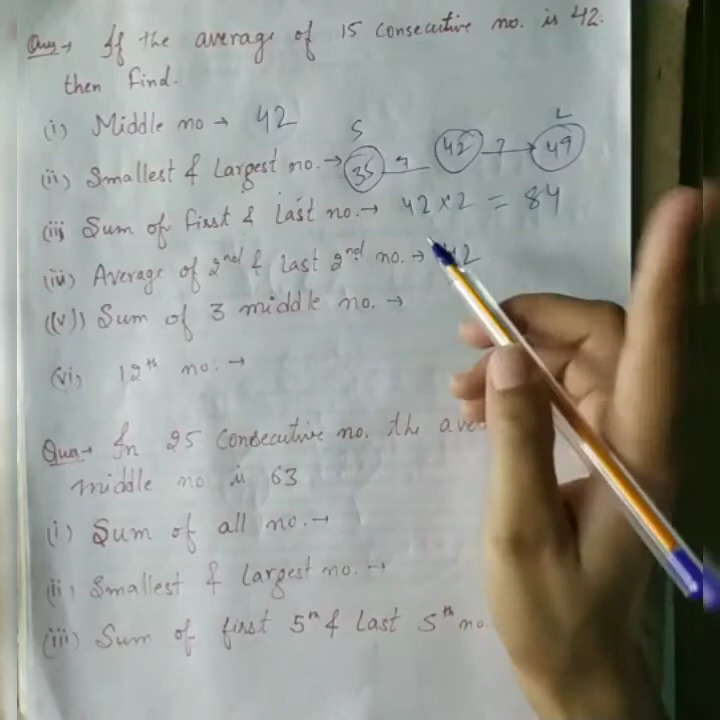 Que→ If the average of 15 consecutive no. is 42.
then find.
(i) Middle no → 42
(ii) Smallest & largest no. → S 35 ←7 42 7→ L 49
(iii) Sum of first & last no. → 42×2 = 84
(iv) Average of 2nd & last 2nd no. → 42
(v) Sum of 3 middle no. →
(vi) 12th no. →
Que→ In 25 consecutive no. the
middle no is 63
(i) Sum of all no. →
(ii) Smallest & largest no. →
(iii) Sum of first 5th & last 5th no.